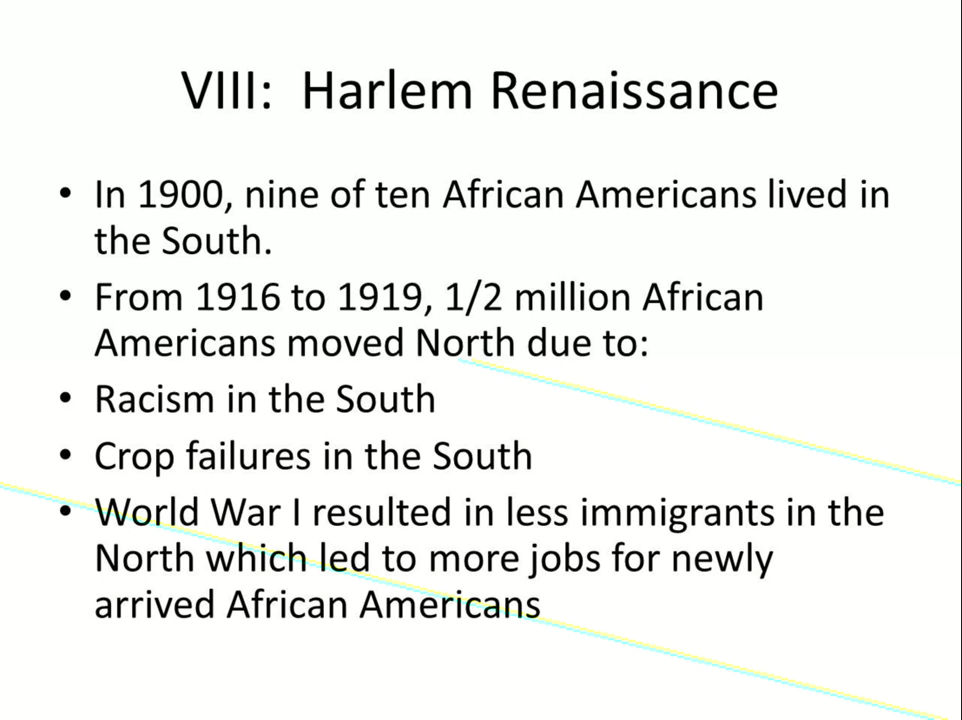 VIII: Harlem Renaissance
• In 1900, nine of ten African Americans lived in
the South.
• From 1916 to 1919, 1/2 million African
Americans moved North due to:
• Racism in the South
• Crop failures in the South
• World War I resulted in less immigrants in the
North which led to more jobs for newly
arrived African Americans